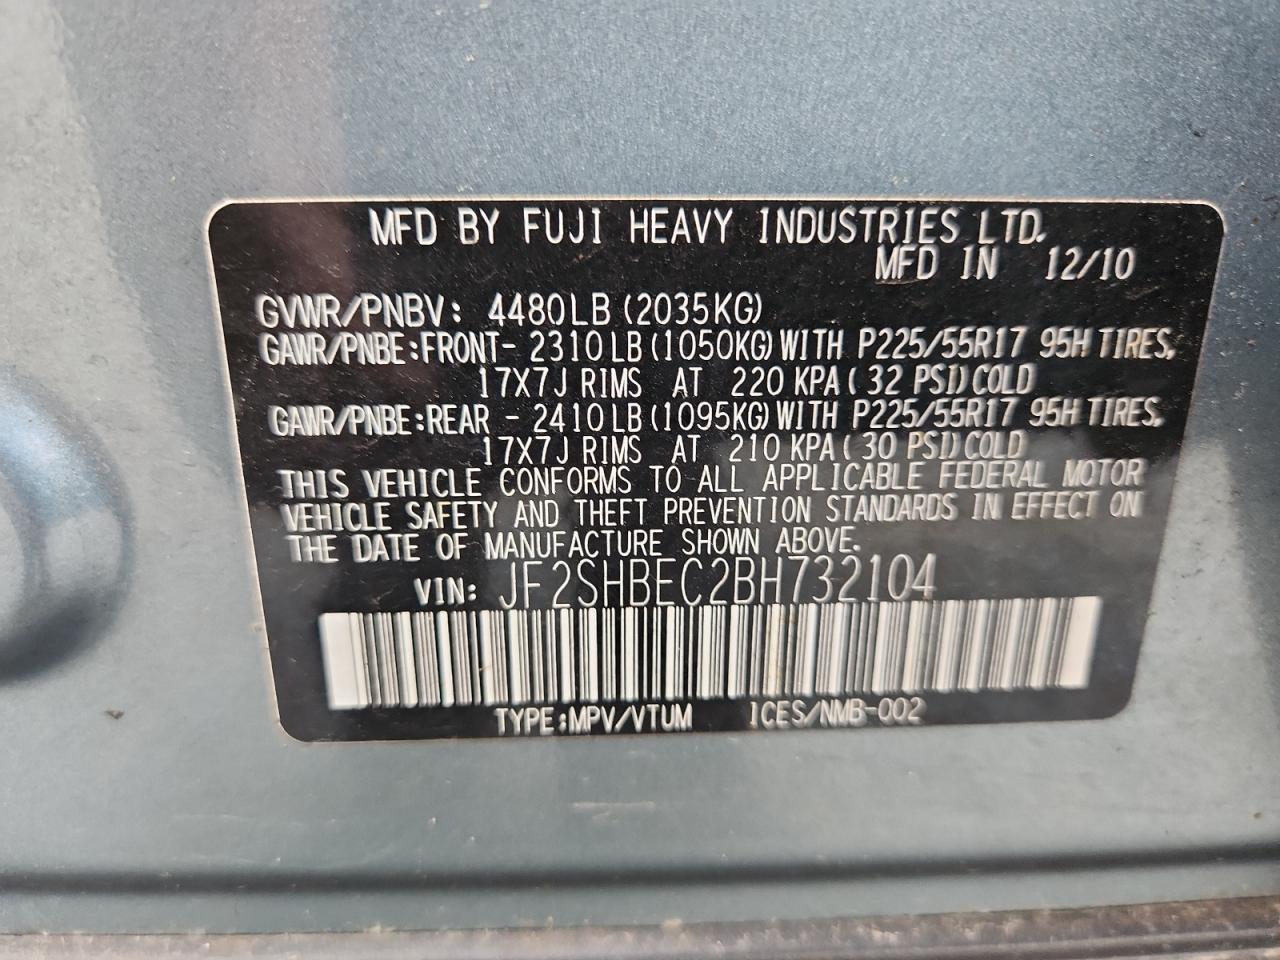 MFD BY FUJI HEAVY INDUSTRIES LTD.
MFD IN 12/10
GVWR/PNBV: 4480LB (2035KG)
GAWR/PNBE:FRONT- 2310LB(1050KG)WITH P225/55R17 95H TIRES,
17X7J RIMS AT 220 KPA ( 32 PSI) COLD
GAWR/PNBE:REAR - 2410LB(1095KG)WITH P225/55R17 95H TIRES,
17X7J RIMS AT 210 KPA ( 30 PSI) COLD
THIS VEHICLE CONFORMS TO ALL APPLICABLE FEDERAL MOTOR
VEHICLE SAFETY AND THEFT PREVENTION STANDARDS IN EFFECT ON
THE DATE OF MANUFACTURE SHOWN ABOVE.
VIN: JF2SHBEC2BH732104
TYPE:MPV/VTUM ICES/NMB-002